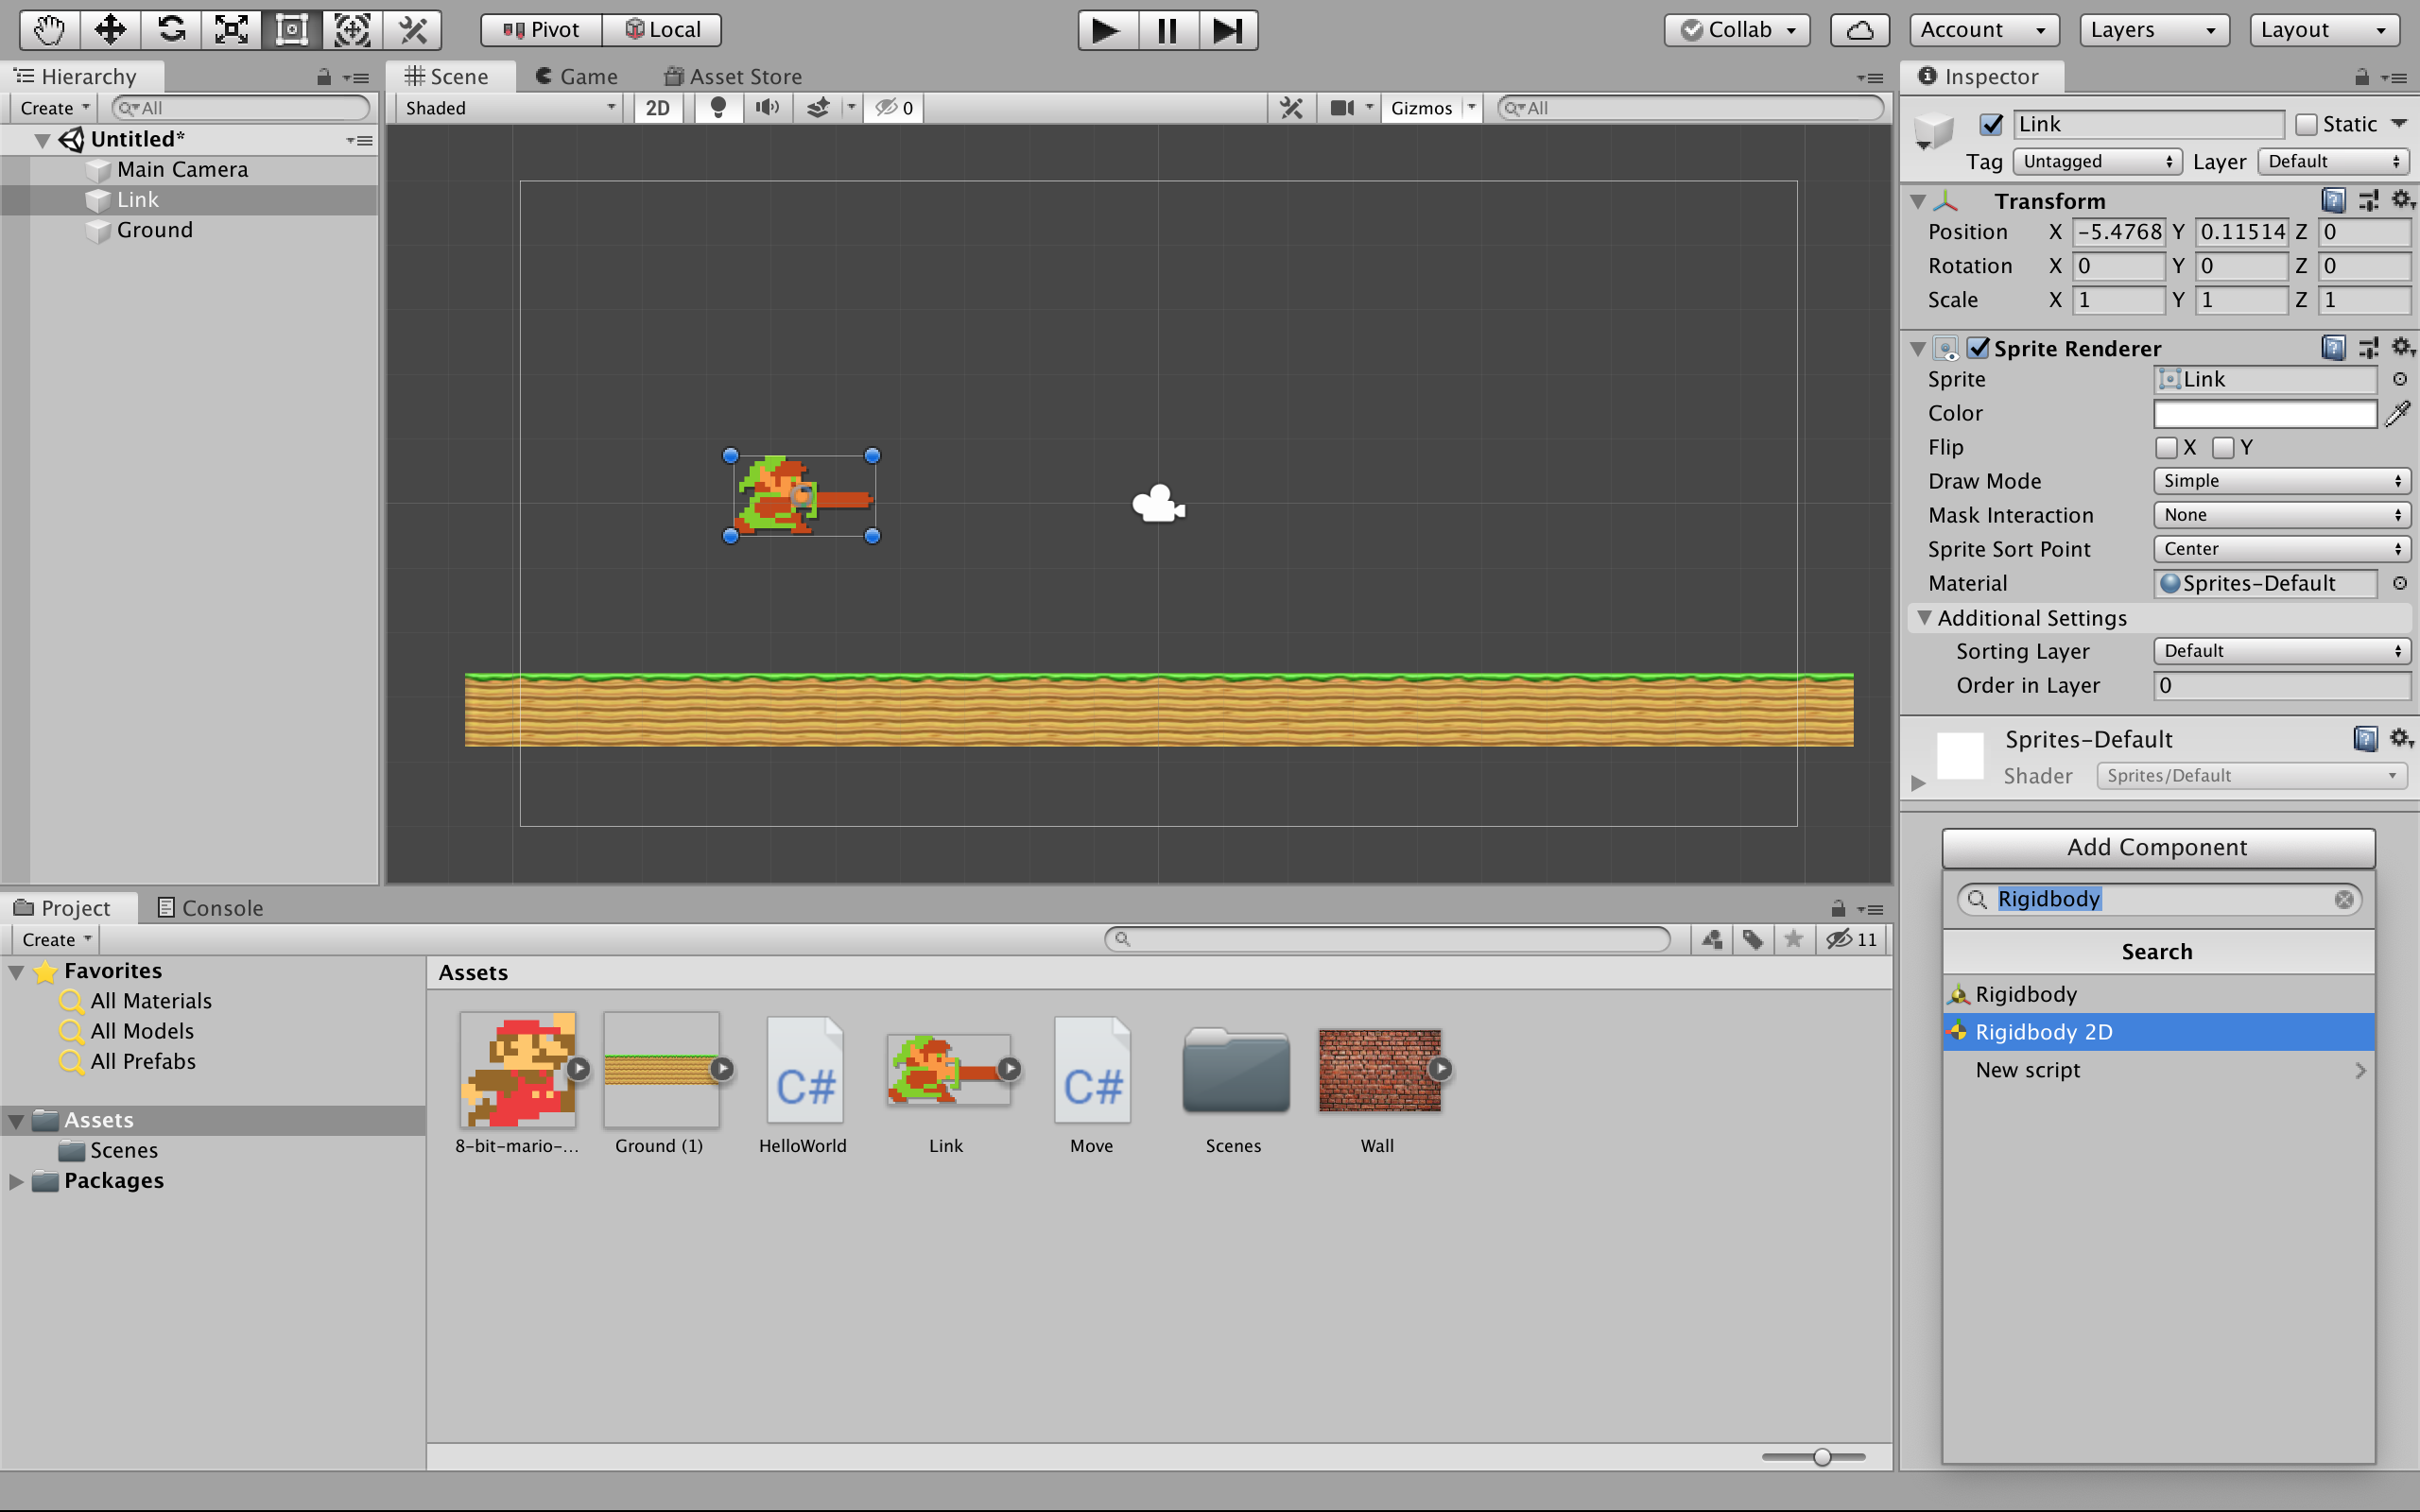 Pivot Local Collab Account Layers Layout
Hierarchy Scene Game Asset Store Inspector
Create All Shaded 2D 0 Gizmos All
Link Static
Tag Untagged Layer Default
Untitled*
Main Camera
Link
Ground
Transform
Position X -5.4768 Y 0.11514 Z 0
Rotation X 0 Y 0 Z 0
Scale X 1 Y 1 Z 1
Sprite Renderer
Sprite Link
Color
Flip X Y
Draw Mode Simple
Mask Interaction None
Sprite Sort Point Center
Material Sprites-Default
Additional Settings
Sorting Layer Default
Order in Layer 0
Sprites-Default
Shader Sprites/Default
Add Component
Rigidbody
Search
Rigidbody
Rigidbody 2D
New script
Project Console
Create 11
Favorites
All Materials
All Models
All Prefabs
Assets
Scenes
Packages
Assets
8-bit-mario-... Ground (1) C# HelloWorld Link C# Move Scenes Wall